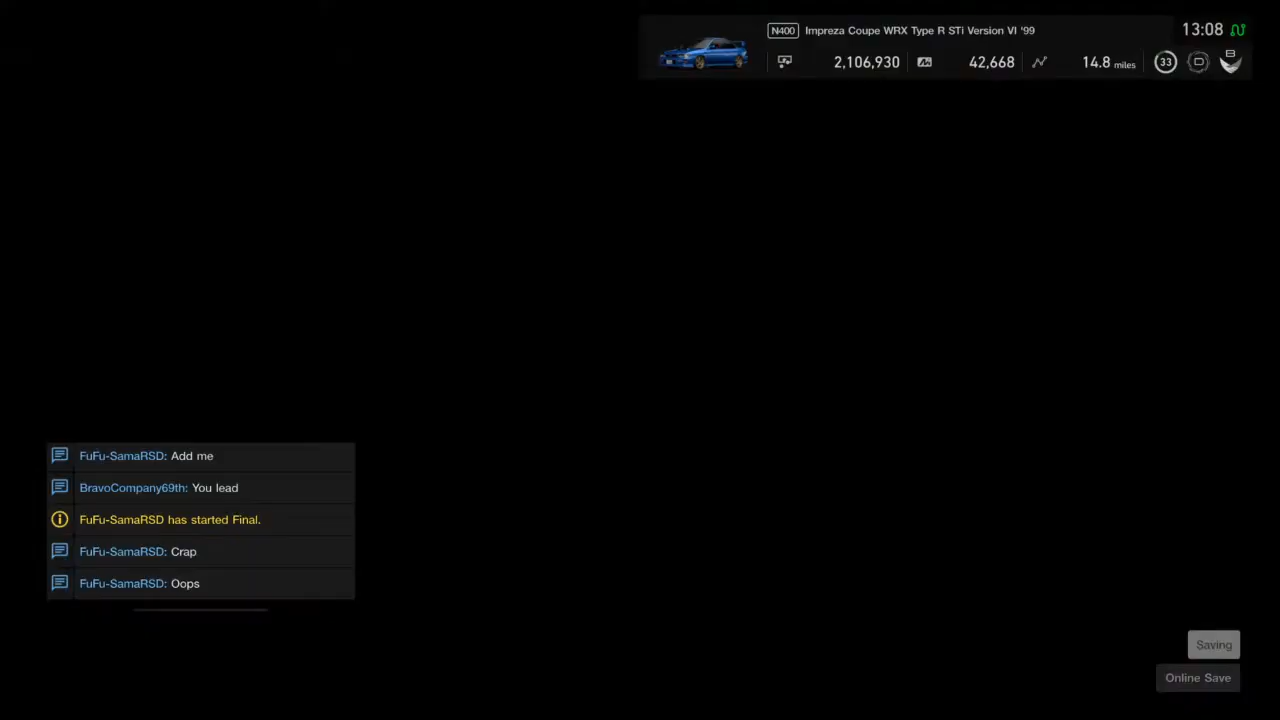 N400 Impreza Coupe WRX Type R STi Version VI '99
13:08
2,106,930
42,668
14.8 miles
33
D
B
FuFu-SamaRSD: Add me
BravoCompany69th: You lead
FuFu-SamaRSD has started Final.
FuFu-SamaRSD: Crap
FuFu-SamaRSD: Oops
Saving
Online Save